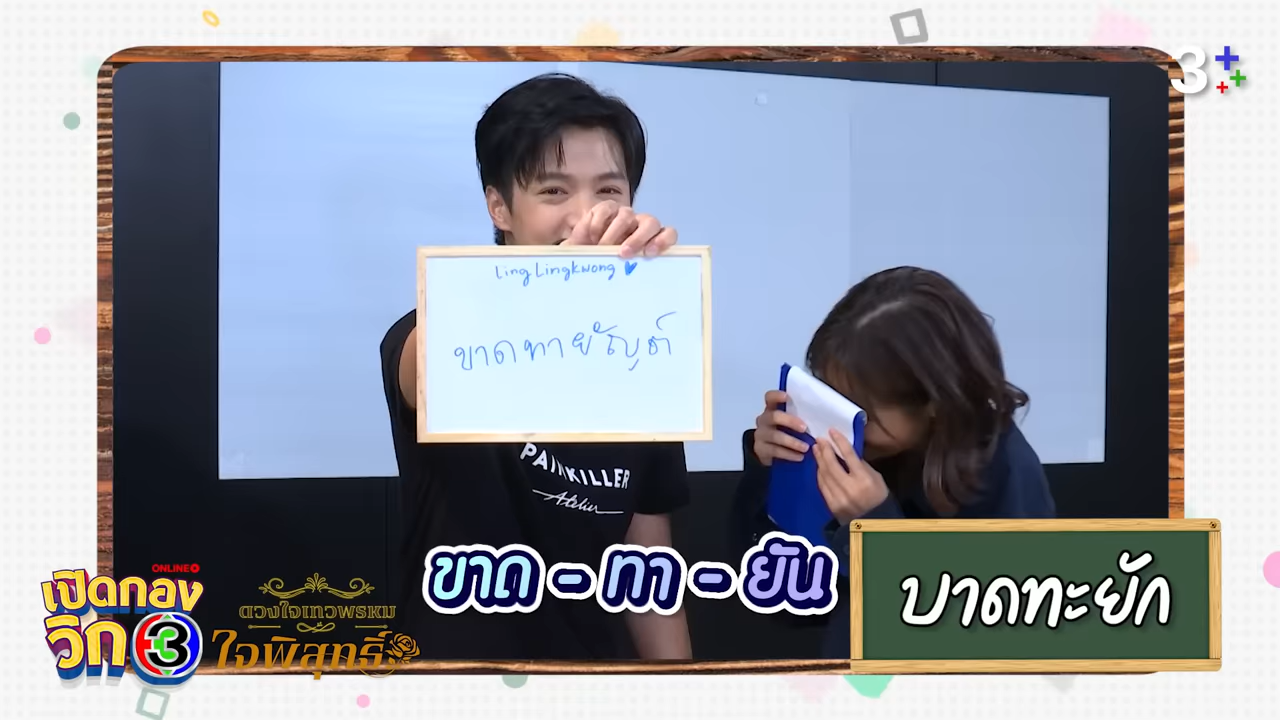 3
Ling Lingkwong
ขาดทายัญธ์
PAINKILLER
Atelier
ขาด - ทา - ยัน
บาดทะยัก
ONLINE
เปิดกอง
วิก 3
ดวงใจเทวพรหม
ใจพิสุทธิ์